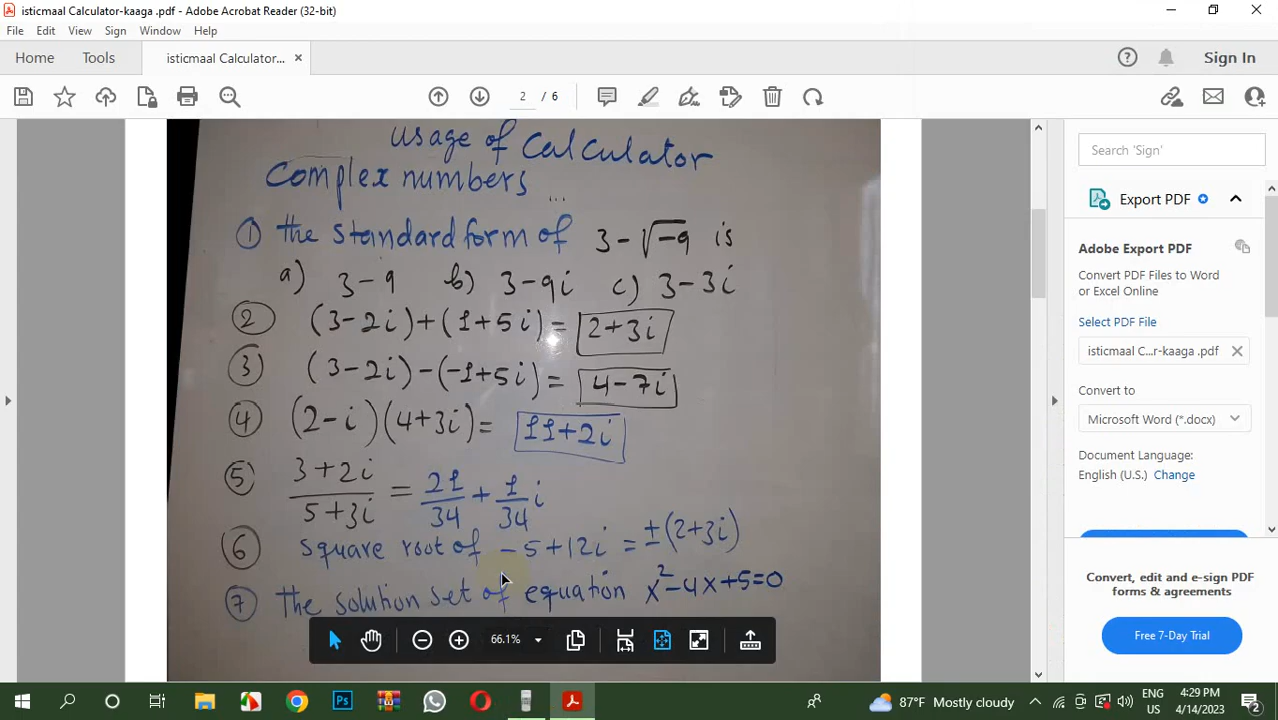 isticmaal Calculator-kaaga .pdf - Adobe Acrobat Reader (32-bit)
File Edit View Sign Window Help
Home Tools isticmaal Calculator... × Sign In
2 / 6
usage of Calculator
Complex numbers ...
① the standard form of 3-√-9 is
a) 3-9 b) 3-9i c) 3-3i
② (3-2i)+(1+5i)= 2+3i
③ (3-2i)-(-1+5i)= 4-7i
④ (2-i)(4+3i)= 11+2i
⑤ (3+2i)/(5+3i) = 21/34 + 1/34 i
⑥ square root of -5+12i = ±(2+3i)
⑦ the solution set of equation x²-4x+5=0
66.1%
Search 'Sign'
Export PDF
Adobe Export PDF
Convert PDF Files to Word
or Excel Online
Select PDF File
isticmaal C...r-kaaga .pdf ×
Convert to
Microsoft Word (*.docx)
Document Language:
English (U.S.) Change
Convert, edit and e-sign PDF
forms & agreements
Free 7-Day Trial
Ps
87°F Mostly cloudy
ENG
US
4:29 PM
4/14/2023
2